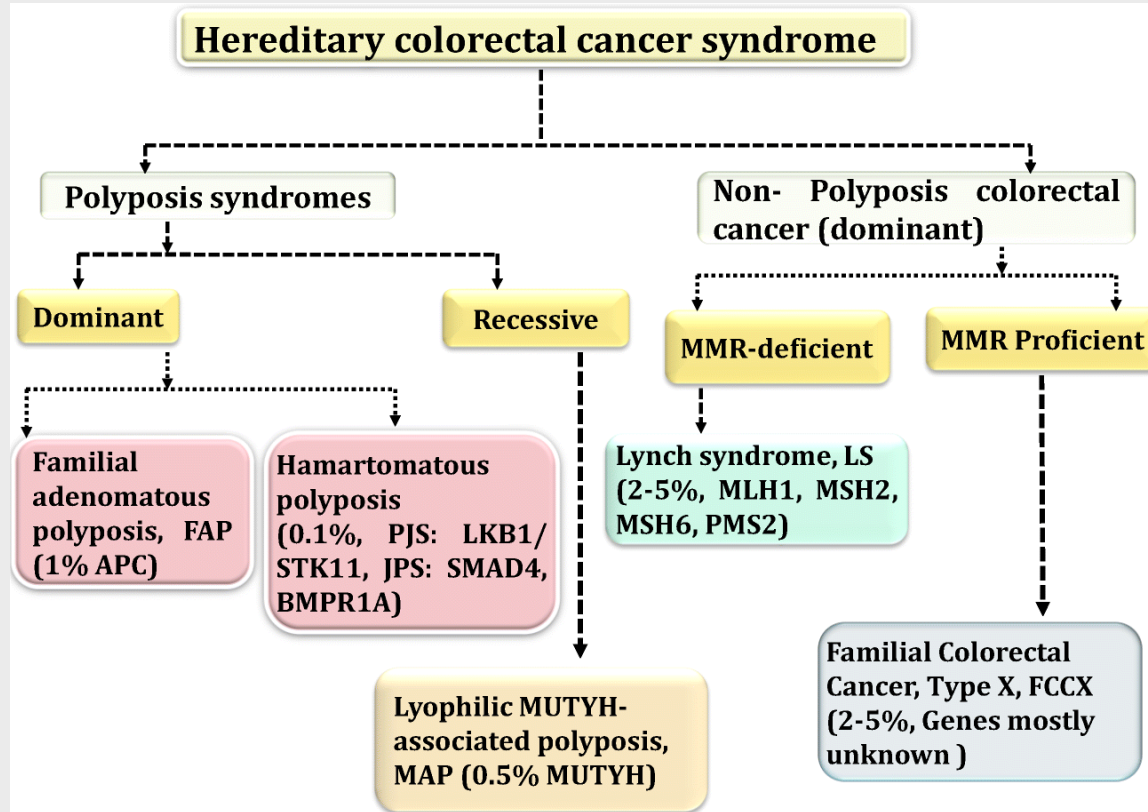 Hereditary colorectal cancer syndrome
Polyposis syndromes
Non- Polyposis colorectal
cancer (dominant)
Dominant
Recessive
MMR-deficient
MMR Proficient
Familial
adenomatous
polyposis, FAP
(1% APC)
Hamartomatous
polyposis
(0.1%, PJS: LKB1/
STK11, JPS: SMAD4,
BMPR1A)
Lynch syndrome, LS
(2-5%, MLH1, MSH2,
MSH6, PMS2)
Lyophilic MUTYH-
associated polyposis,
MAP (0.5% MUTYH)
Familial Colorectal
Cancer, Type X, FCCX
(2-5%, Genes mostly
unknown )